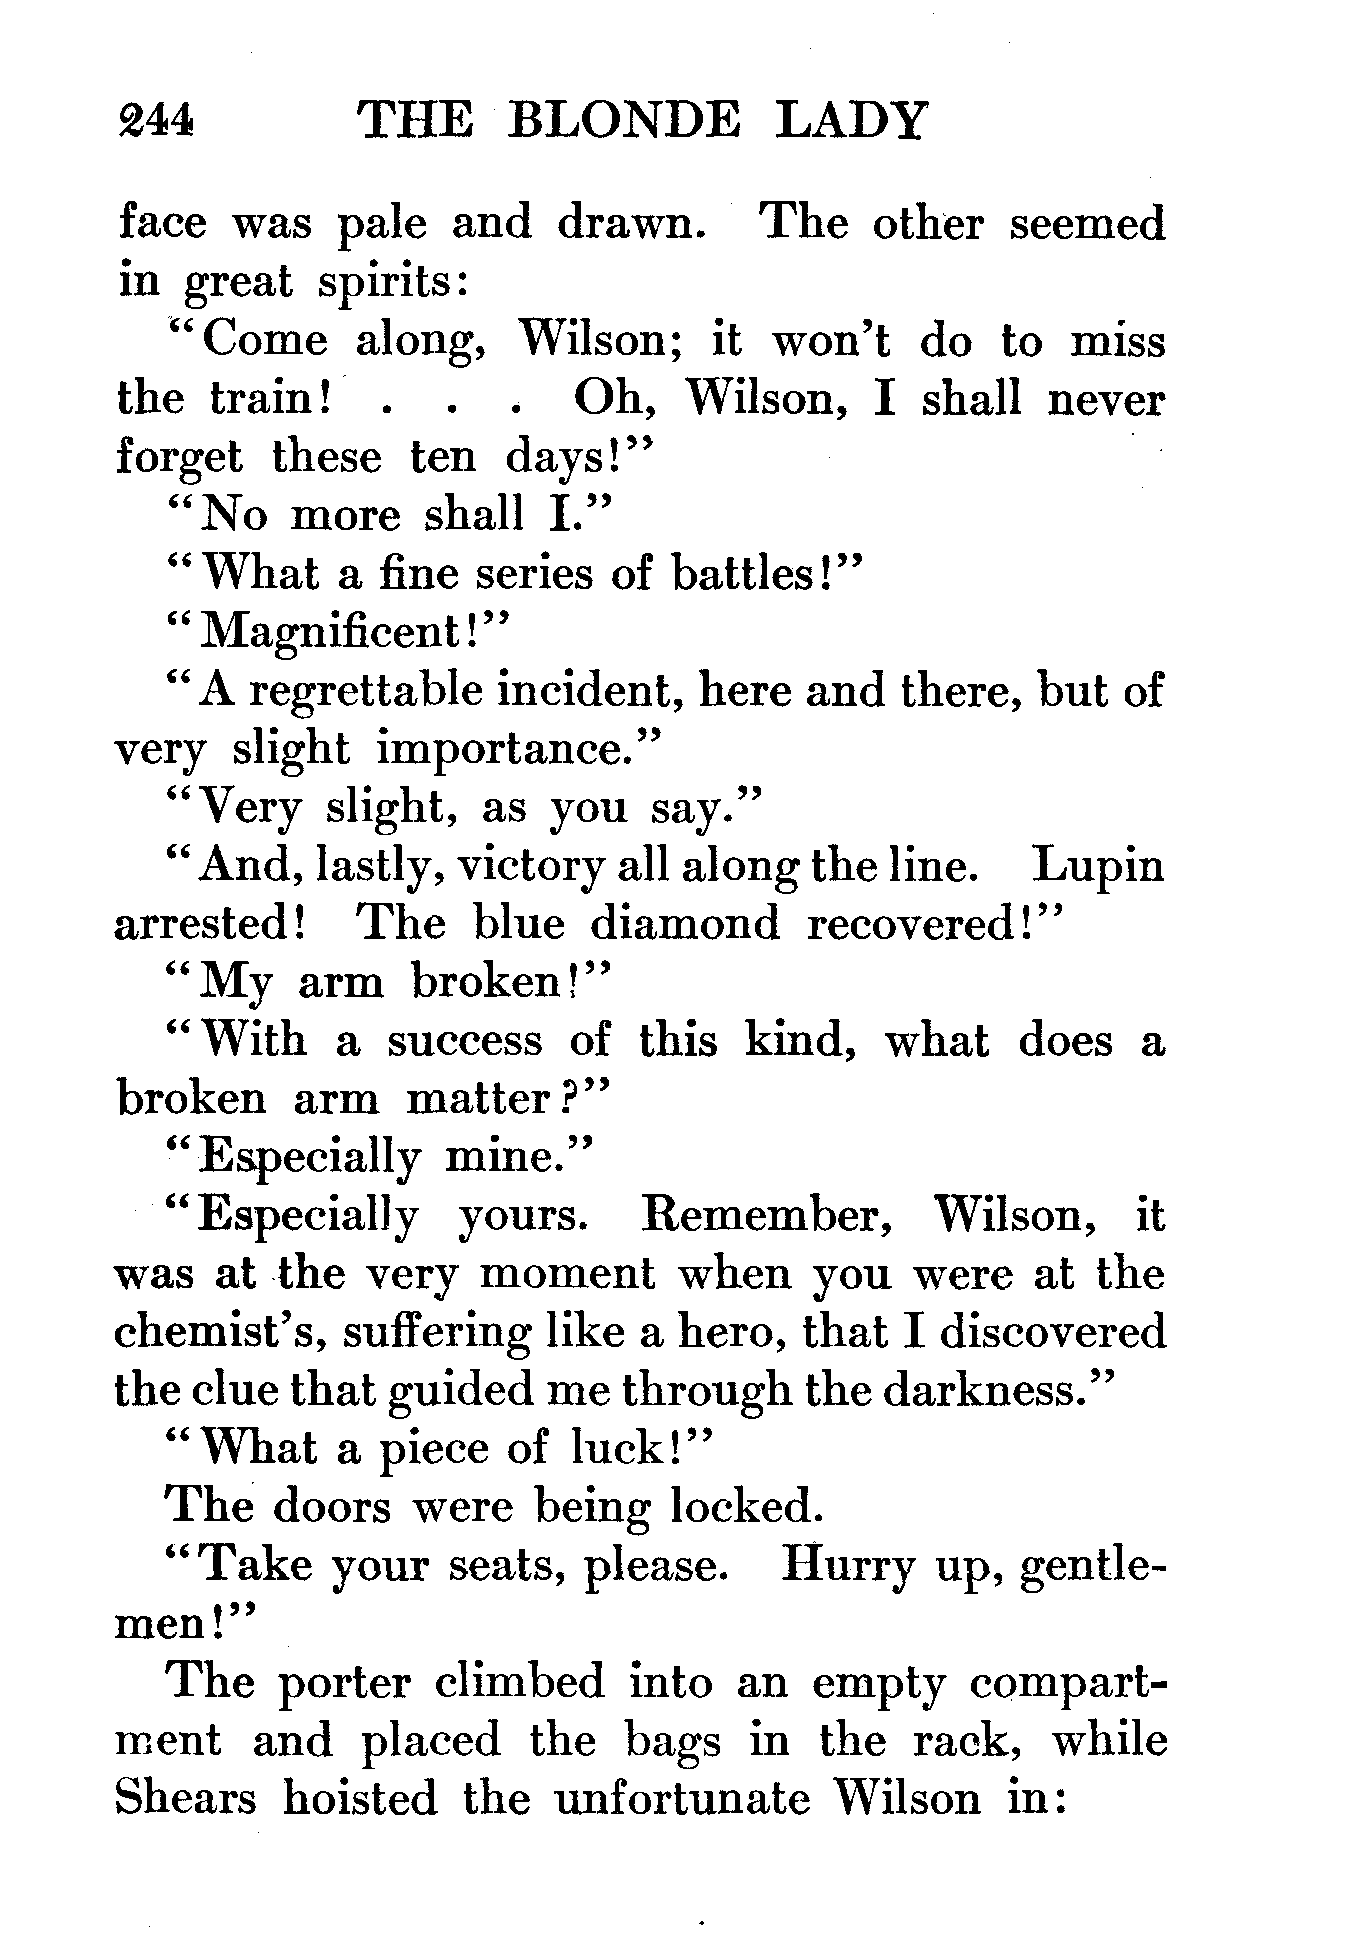 244 THE BLONDE LADY
face was pale and drawn. The other seemed
in great spirits:
“Come along, Wilson; it won’t do to miss
the train! . . . Oh, Wilson, I shall never
forget these ten days!”
“No more shall I.”
“What a fine series of battles!”
“Magnificent!”
“A regrettable incident, here and there, but of
very slight importance.”
“Very slight, as you say.”
“And, lastly, victory all along the line. Lupin
arrested! The blue diamond recovered!”
“My arm broken!”
“With a success of this kind, what does a
broken arm matter?”
“Especially mine.”
“Especially yours. Remember, Wilson, it
was at the very moment when you were at the
chemist’s, suffering like a hero, that I discovered
the clue that guided me through the darkness.”
“What a piece of luck!”
The doors were being locked.
“Take your seats, please. Hurry up, gentle-
men!”
The porter climbed into an empty compart-
ment and placed the bags in the rack, while
Shears hoisted the unfortunate Wilson in: